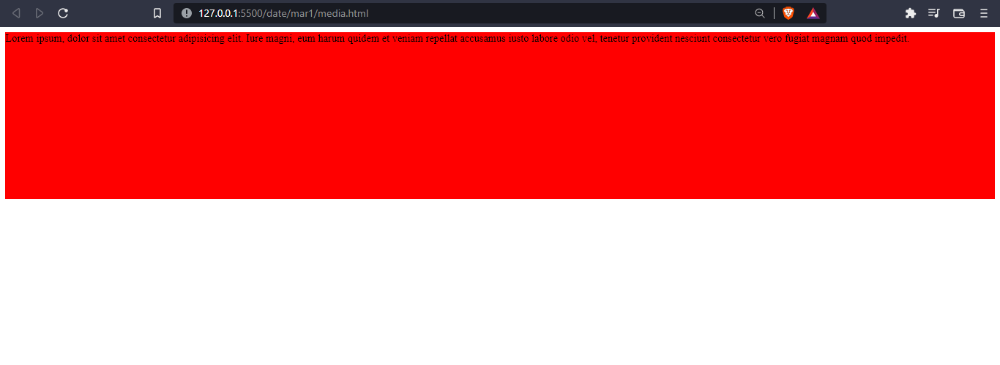 127.0.0.1:5500/date/mar1/media.html
Lorem ipsum, dolor sit amet consectetur adipisicing elit. Iure magni, eum harum quidem et veniam repellat accusamus iusto labore odio vel, tenetur provident nesciunt consectetur vero fugiat magnam quod impedit.